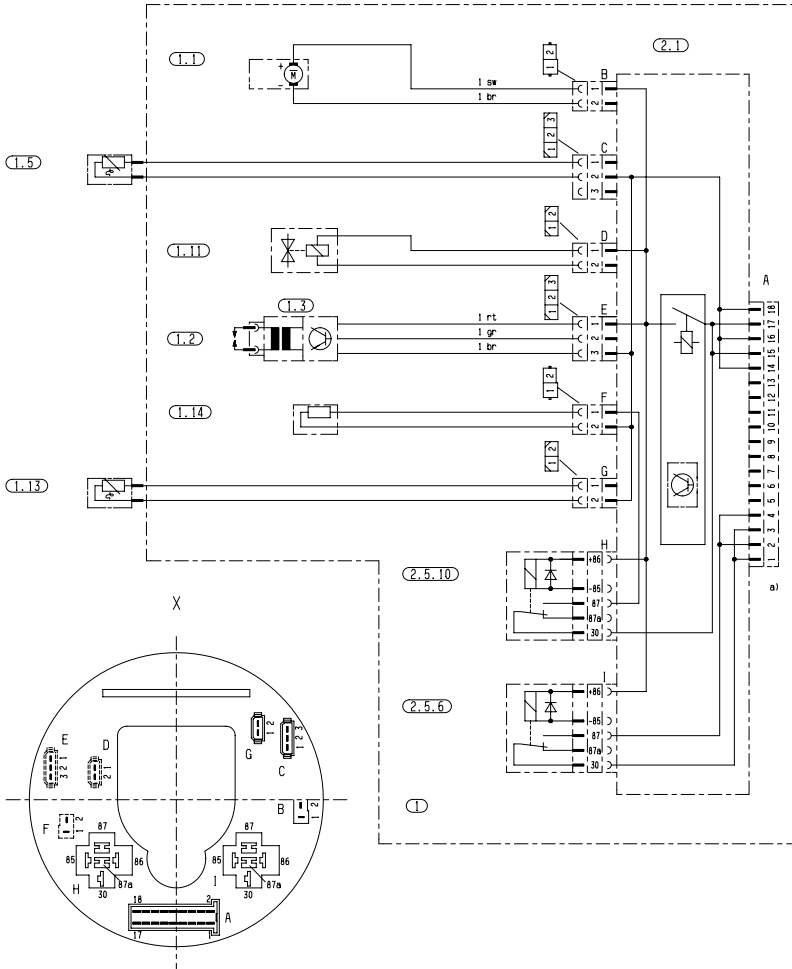 1.1
+
M
-
2
1
B
2.1
1 sw
1 br
1
2
1.5
3
2
1
C
1
2
3
1.11
2
1
D
1
2
A
1.3
3
2
1
E
1.2
1 rt
1 gr
1 br
1
2
3
18
17
16
15
14
13
12
11
10
9
8
7
6
5
4
3
2
1
a)
1.14
2
1
F
1
2
1.13
2
1
G
1
2
2.5.10
H
+86
-85
87
87a
30
X
2.5.6
I
+86
-85
87
87a
30
1
E
3 2 1
D
2 1
G
1 2
C
1 2 3
B
1 2
F
1 2
87
85
86
87a
30
H
87
85
86
87a
30
I
18
2
17
1
A